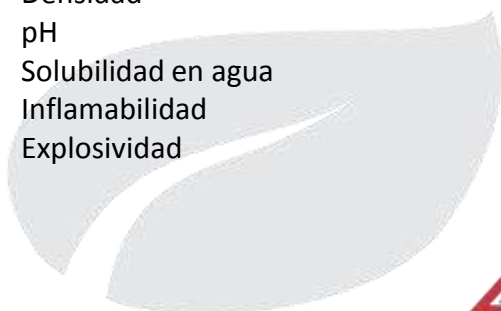 Densidad
pH
Solubilidad en agua
Inflamabilidad
Explosividad